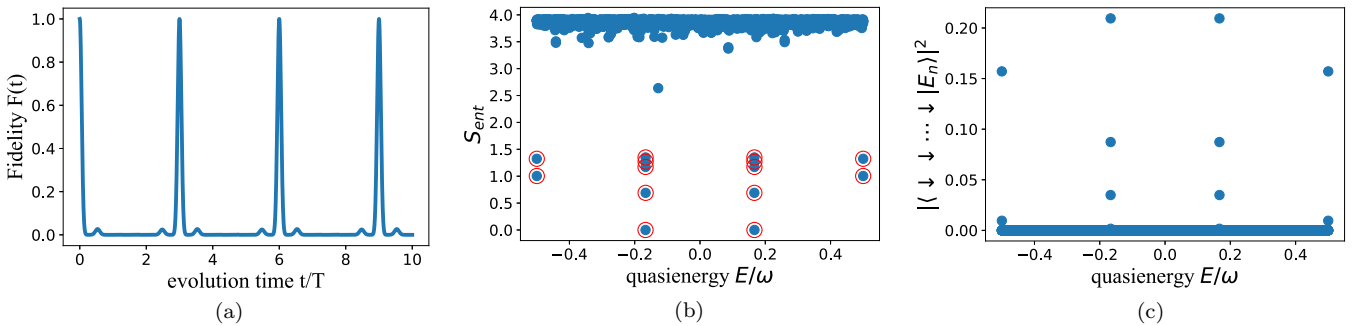 1.0
0.8
0.6
0.4
0.2
0.0
Fidelity F(t)
0 2 4 6 8 10
evolution time t/T
(a)
4.0
3.5
3.0
2.5
2.0
1.5
1.0
0.5
0.0
S_ent
−0.4 −0.2 0.0 0.2 0.4
quasienergy E/ω
(b)
0.20
0.15
0.10
0.05
0.00
|⟨↓↓⋯↓|E_n⟩|²
−0.4 −0.2 0.0 0.2 0.4
quasienergy E/ω
(c)